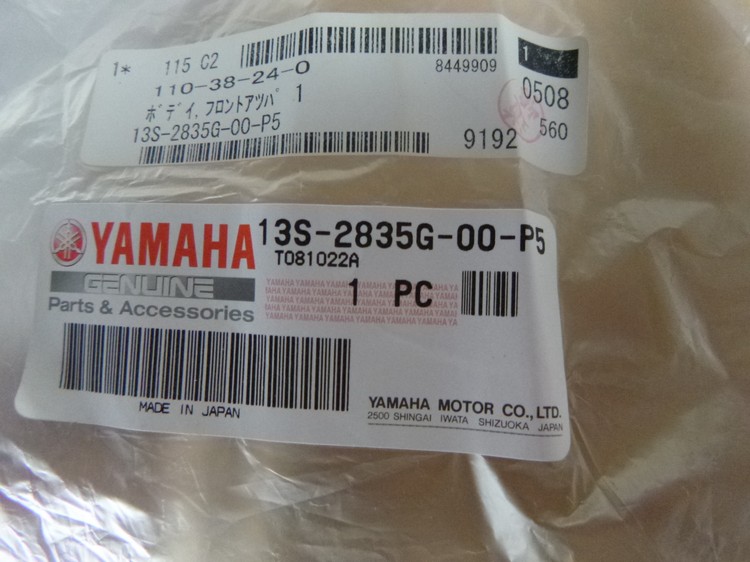 1* 115 C2
8449909
1
110-38-24-0
0508
ボデイ,フロントアツパ 1
13S-2835G-00-P5
9192
560
YAMAHA
13S-2835G-00-P5
T081022A
GENUINE
1 PC
Parts & Accessories
MADE IN JAPAN
YAMAHA MOTOR CO., LTD.
2500 SHINGAI IWATA SHIZUOKA JAPAN